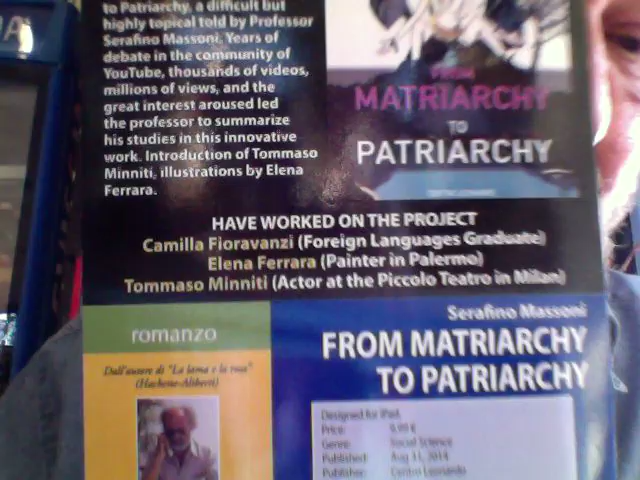 to Patriarchy, a difficult but
highly topical told by Professor
Serafino Massoni. Years of
debate in the community of
YouTube, thousands of videos,
millions of views, and the
great interest aroused led
the professor to summarize
his studies in this innovative
work. Introduction of Tommaso
Minniti, illustrations by Elena
Ferrara.
FROM
MATRIARCHY
TO
PATRIARCHY
HAVE WORKED ON THE PROJECT
Camilla Fioravanzi (Foreign Languages Graduate)
Elena Ferrara (Painter in Palermo)
Tommaso Minniti (Actor at the Piccolo Teatro in Milan)
romanzo
Dall'autore di "La lama e la rosa"
(Hachette-Aliberti)
Serafino Massoni
FROM MATRIARCHY
TO PATRIARCHY
Designed for iPad
Price:
Genre: Social Science
Published: Aug 31, 2014
Publisher: Centro Leonardo